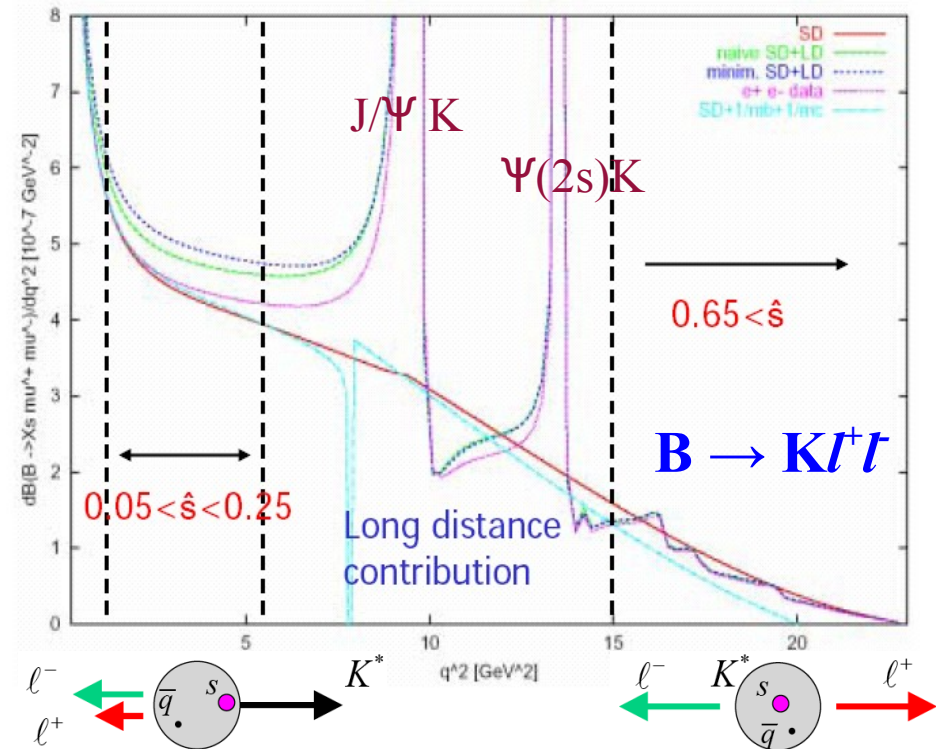 8
7
6
5
4
3
2
1
0
dB(B ->Xs mu^+ mu^-)/dq^2 [10^-7 GeV^-2]
SD
naive SD+LD
minim. SD+LD
e+ e- data
SD+1/mb+1/mc
J/Ψ K
Ψ(2s)K
0.65<ŝ
B → Kl⁺l⁻
0.05<ŝ<0.25
Long distance
contribution
5
10
15
20
q^2 [GeV^2]
ℓ⁻
ℓ⁺
q̅
s
K*
ℓ⁻
K*
s
q̅
ℓ⁺